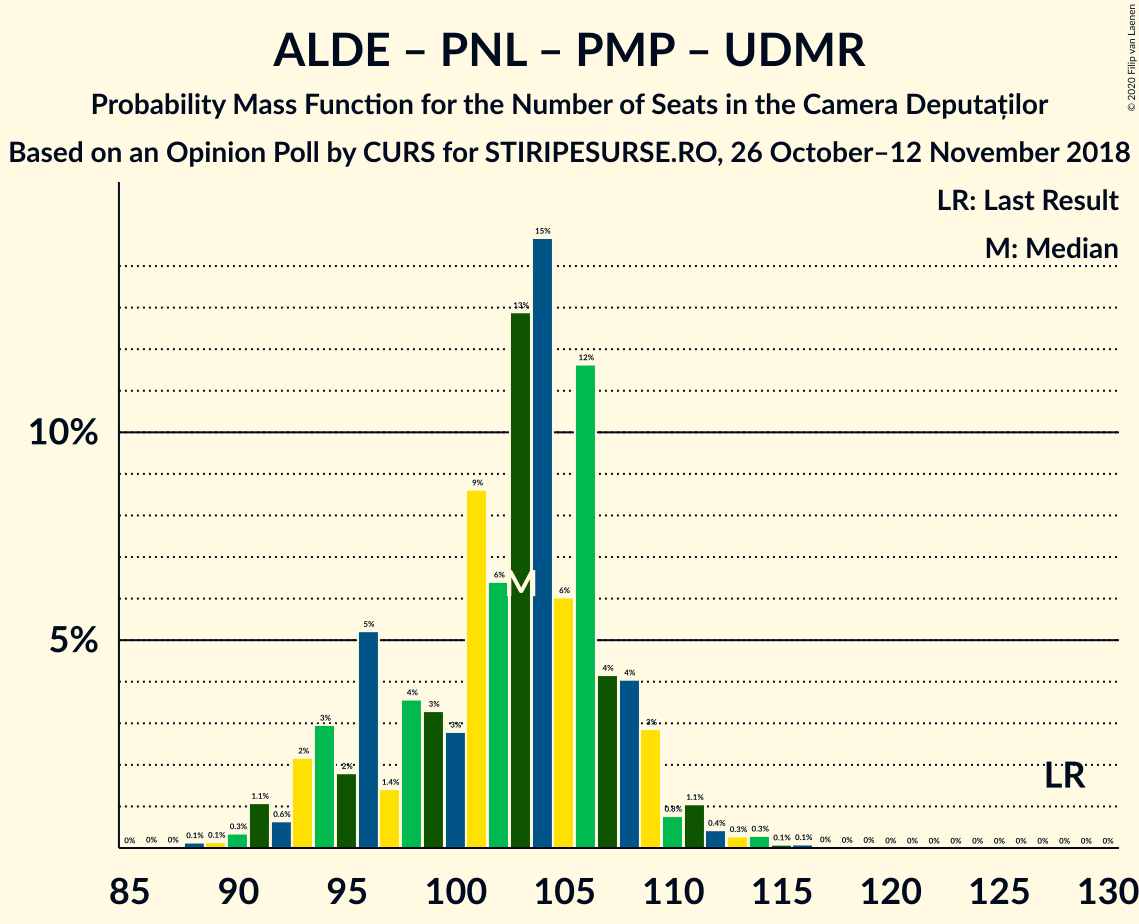 ALDE – PNL – PMP – UDMR
Probability Mass Function for the Number of Seats in the Camera Deputaților
Based on an Opinion Poll by CURS for STIRIPESURSE.RO, 26 October–12 November 2018
© 2020 Filip van Laenen
LR: Last Result
M: Median
10%
5%
0% 0% 0% 0.1% 0.1% 0.3% 1.1% 0.6% 2% 3% 2% 5% 1.4% 4% 3% 3% 9% 6% 13% 15% 6% 12% 4% 4% 3% 0.8% 1.1% 0.4% 0.3% 0.3% 0.1% 0.1% 0% 0% 0% 0% 0% 0% 0% 0% 0% 0% 0% 0% 0% 0%
M
LR
85 90 95 100 105 110 115 120 125 130